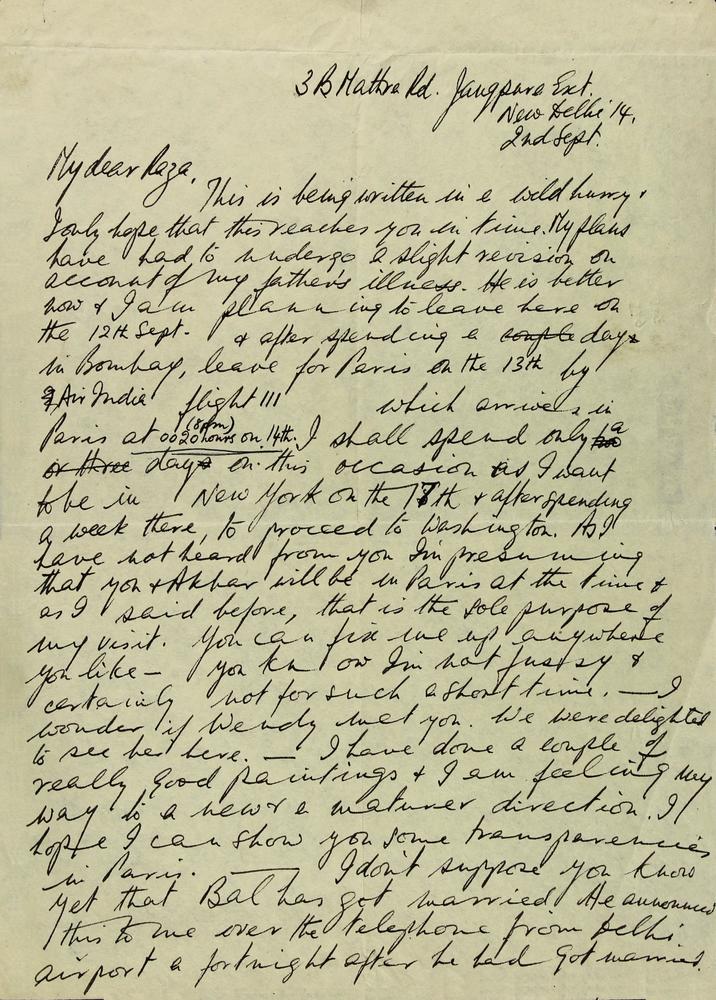 3 B Mathra Rd. Jangpura Ext.
New Delhi 14.
2nd Sept.
My dear Raza,
This is being written in a wild hurry &
I only hope that this reaches you in time. My plans
have had to undergo a slight revision on
account of my father's illness. He is better
now & I am planning to leave here on
the 12th Sept. & after spending a couple days
in Bombay, leave for Paris on the 13th by
Air India flight 111 which arrives in
Paris at 0020 hours on 14th. I shall spend only two a
(8pm)
or three days on this occasion as I want
to be in New York on the 17th & after spending
a week there, to proceed to Washington. As I
have not heard from you I'm presuming
that you & Akbar will be in Paris at the time &
as I said before, that is the sole purpose of
my visit. You can fix me up anywhere
you like — you know I'm not fussy &
certainly not for such a short time. — I
wonder if Wendy met you. We were delighted
to see her here. — I have done a couple of
really good paintings & I am feeling my
way to a new & a maturer direction. I
hope I can show you some transparencies
in Paris. — I don't suppose you know
yet that Bal has got married. He announced
this to me over the telephone from Delhi
airport a fortnight after he had got married.